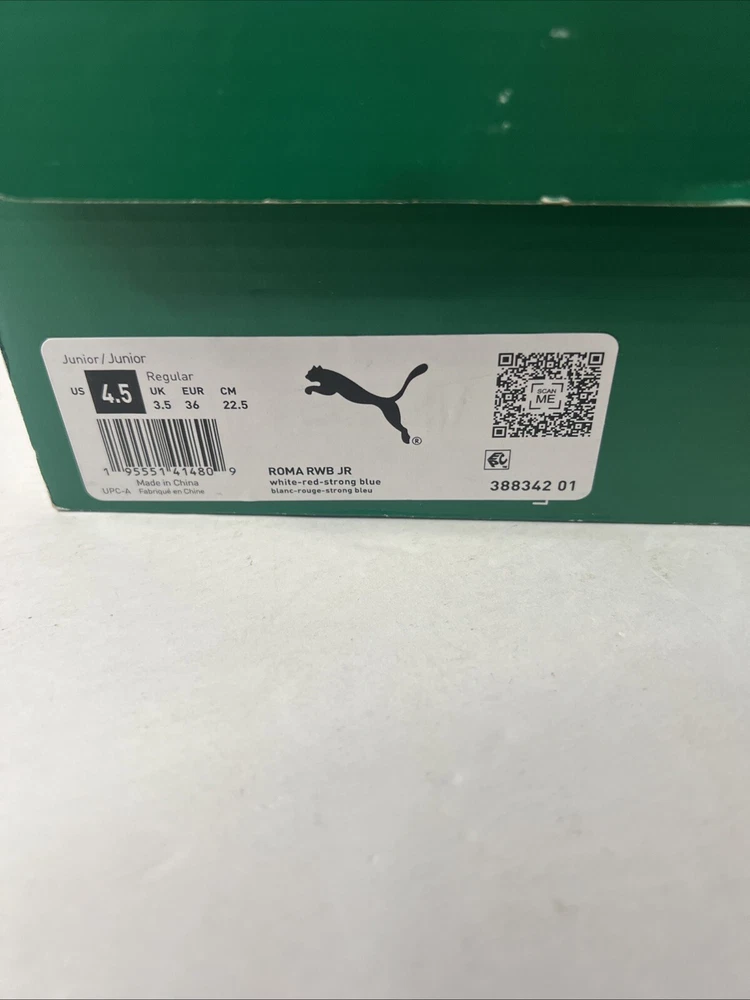 Junior / Junior
Regular
US 4.5 UK EUR CM
3.5 36 22.5
1 95551 41480 9
Made in China
UPC-A Fabriqué en Chine
®
ROMA RWB JR
white-red-strong blue
blanc-rouge-strong bleu
SCAN
ME
388342 01